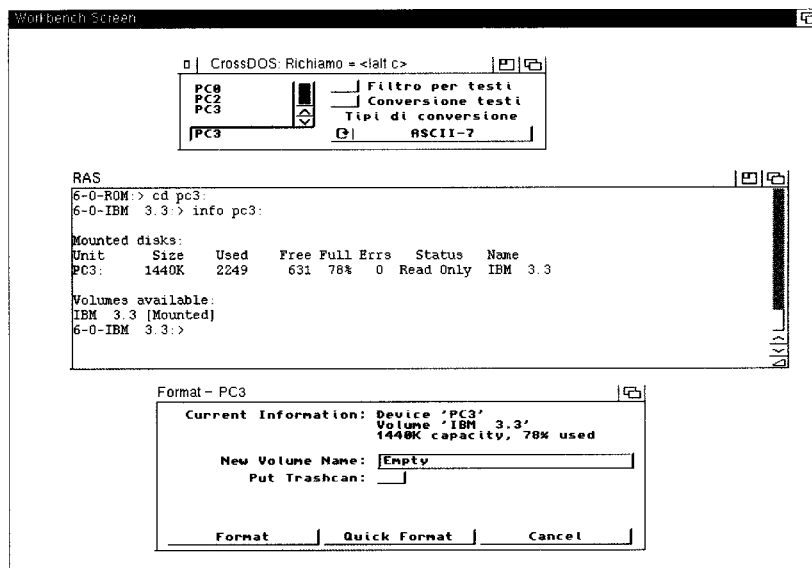 Workbench Screen
CrossDOS: Richiamo = <lalt c>
PC0
PC2
PC3
PC3
Filtro per testi
Conversione testi
Tipi di conversione
ASCII-7
RAS
6-0-ROM:> cd pc3:
6-0-IBM 3.3:> info pc3:
Mounted disks:
Unit Size Used Free Full Errs Status Name
PC3: 1440K 2249 631 78% 0 Read Only IBM 3.3
Volumes available:
IBM 3.3 [Mounted]
6-0-IBM 3.3:>
Format - PC3
Current Information: Device 'PC3'
Volume 'IBM 3.3'
1440K capacity, 78% used
New Volume Name: Empty
Put Trashcan:
Format Quick Format Cancel